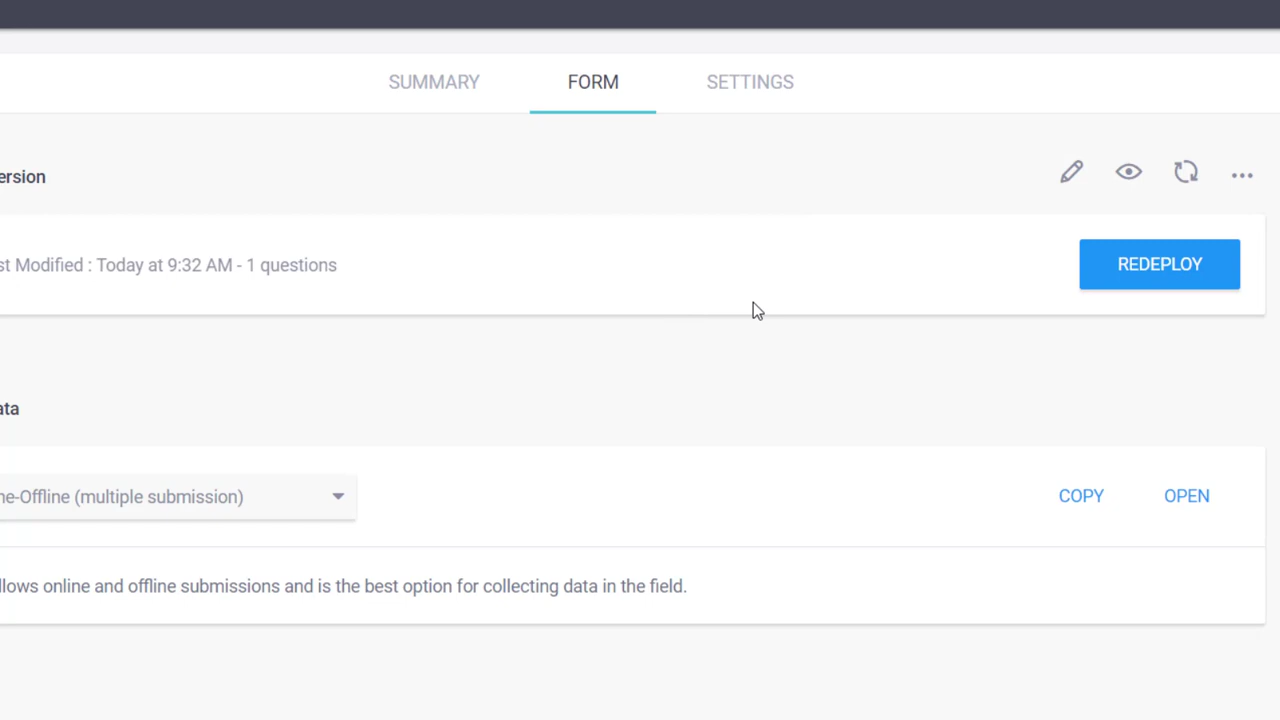 SUMMARY FORM SETTINGS
ersion
st Modified : Today at 9:32 AM - 1 questions
REDEPLOY
ata
ne-Offline (multiple submission)
COPY OPEN
llows online and offline submissions and is the best option for collecting data in the field.